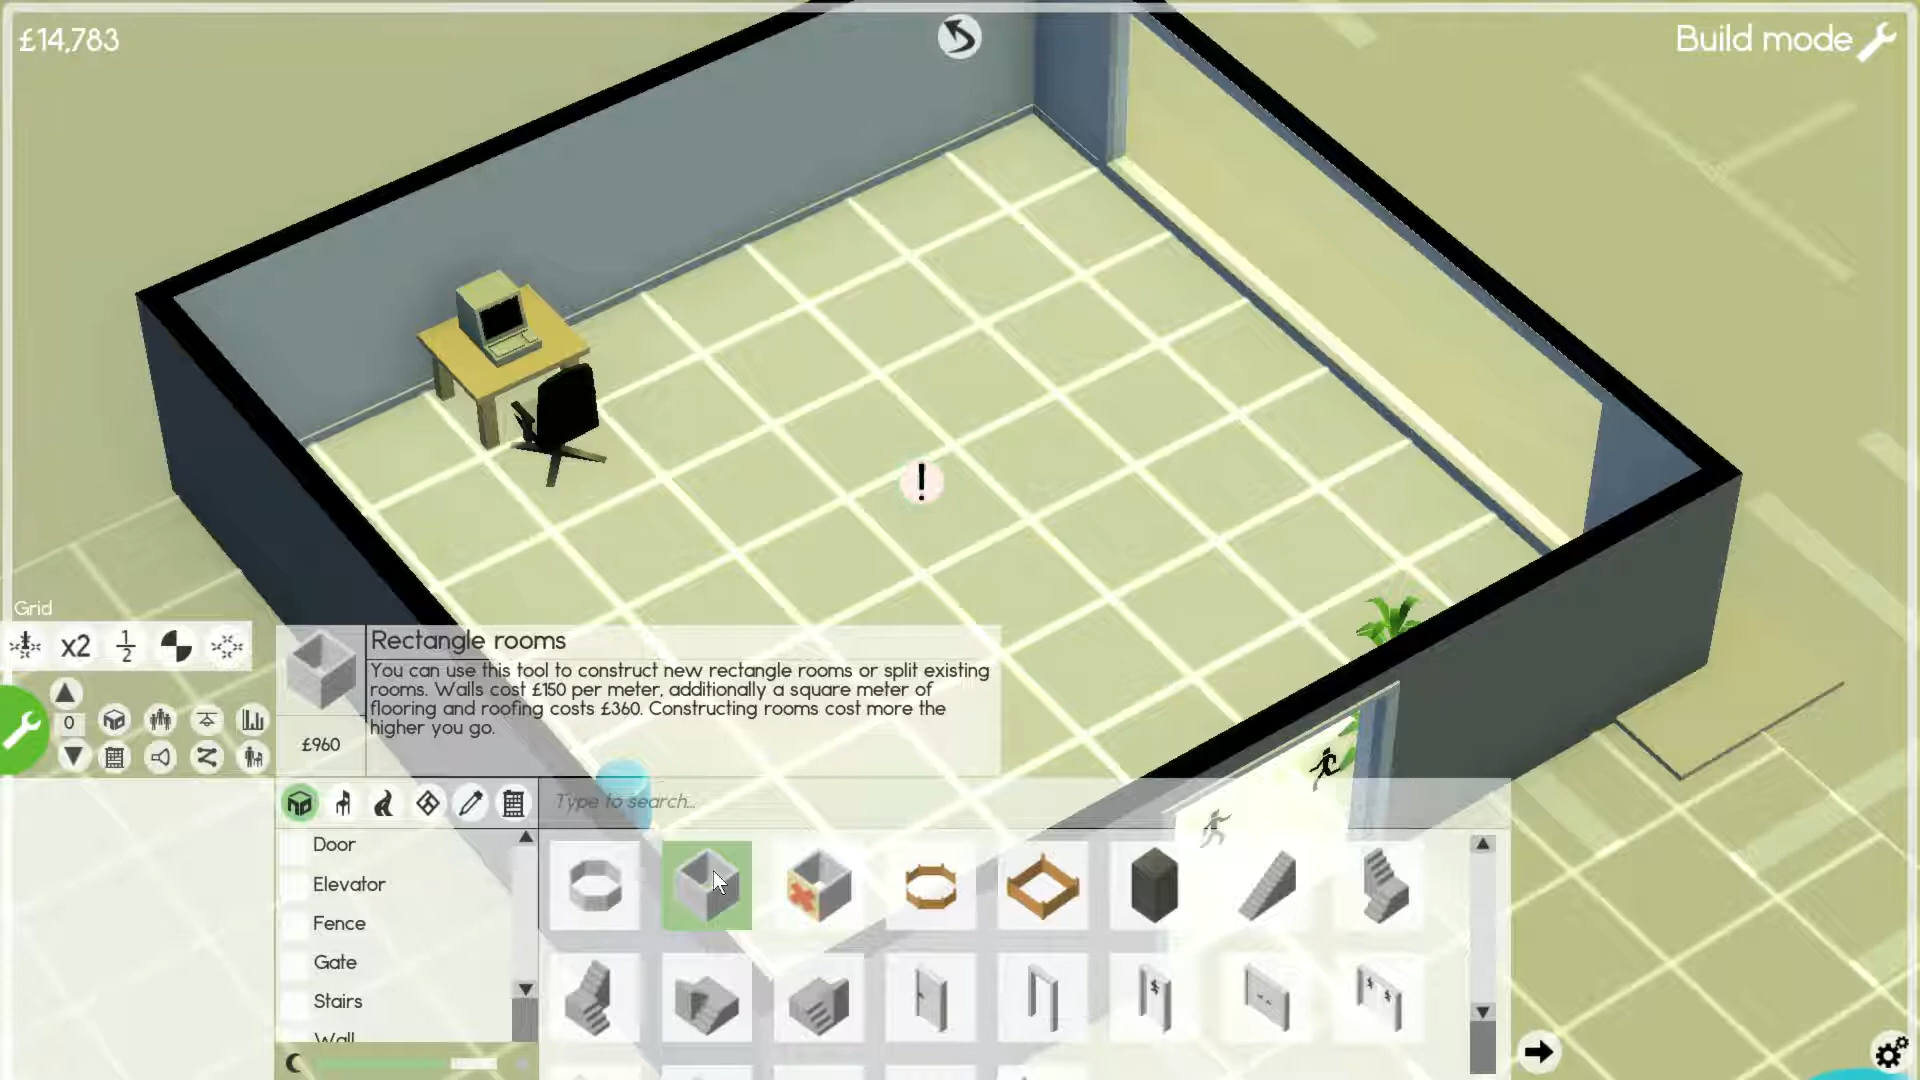 £14,783
Build mode
Grid
x2
1
2
0
Rectangle rooms
You can use this tool to construct new rectangle rooms or split existing
rooms. Walls cost £150 per meter, additionally a square meter of
flooring and roofing costs £360. Constructing rooms cost more the
higher you go.
£960
Type to search...
Door
Elevator
Fence
Gate
Stairs
Wall